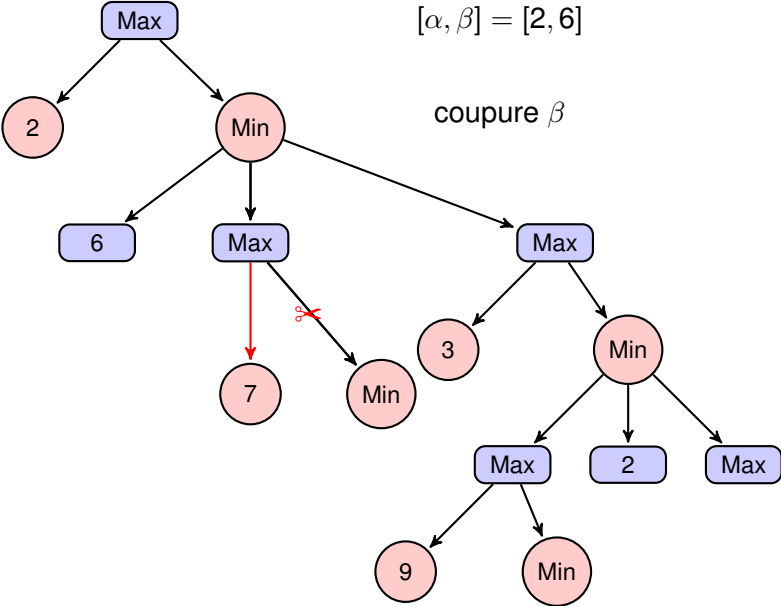 Max
[α, β] = [2, 6]
2
Min
coupure β
6
Max
Max
7
Min
3
Min
Max
2
Max
9
Min